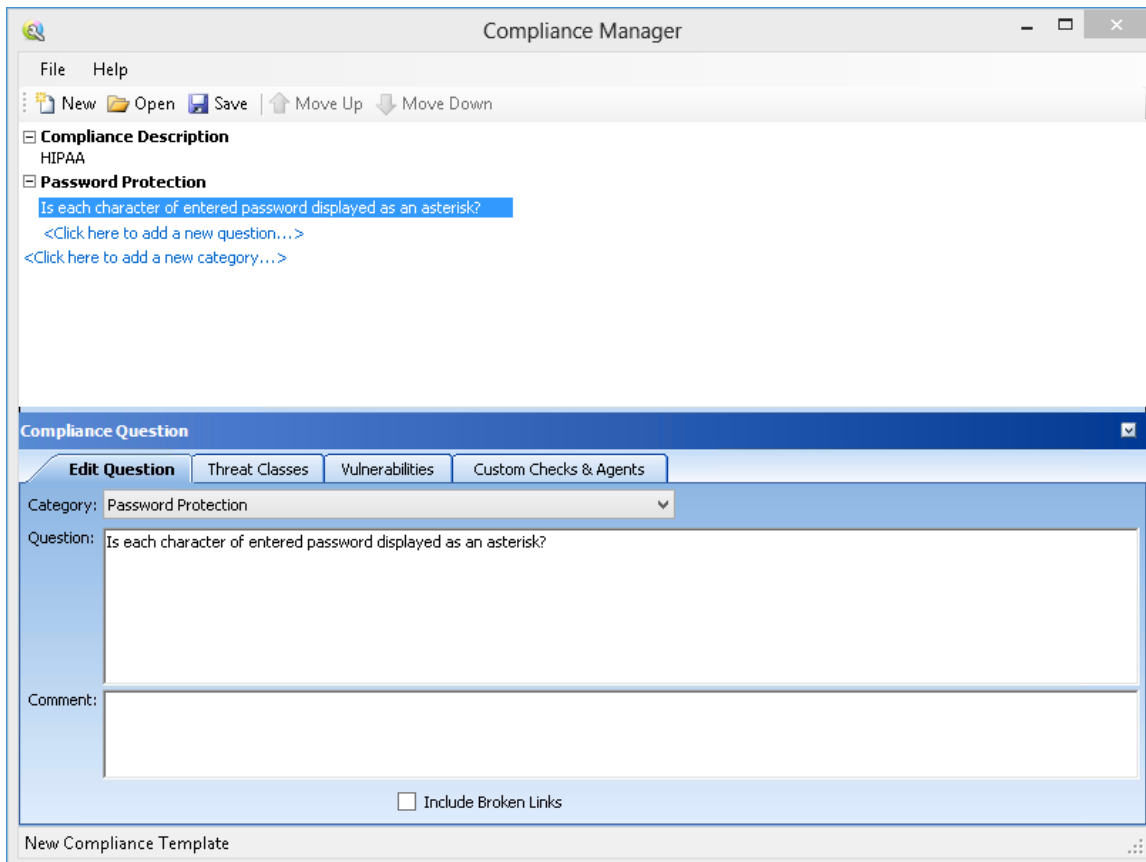 Compliance Manager
File Help
New Open Save Move Up Move Down
Compliance Description
HIPAA
Password Protection
Is each character of entered password displayed as an asterisk?
<Click here to add a new question...>
<Click here to add a new category...>
Compliance Question
Edit Question Threat Classes Vulnerabilities Custom Checks & Agents
Category: Password Protection
Question: Is each character of entered password displayed as an asterisk?
Comment:
Include Broken Links
New Compliance Template